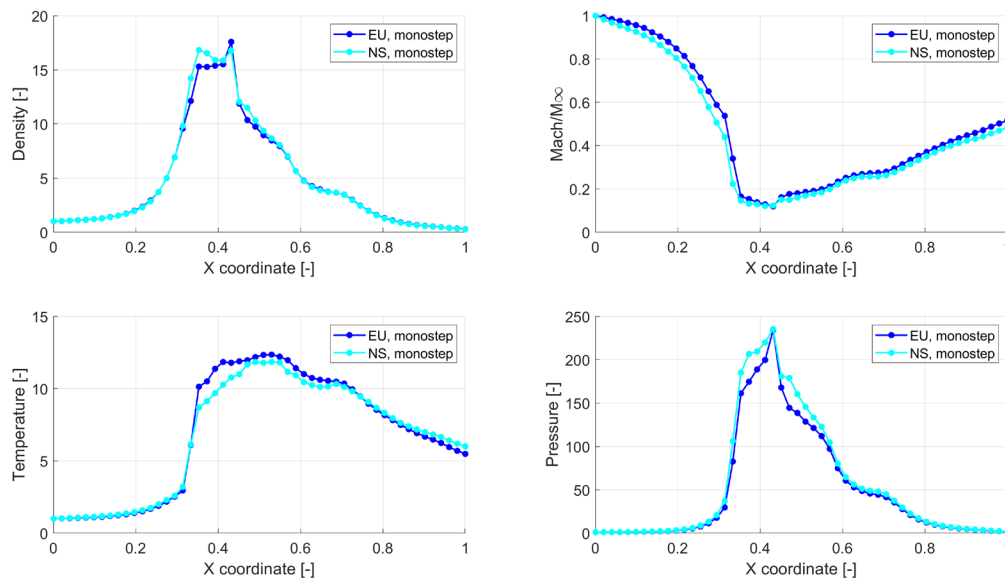 20
15
10
5
0
Density [-]
0
0.2
0.4
0.6
0.8
1
X coordinate [-]
EU, monostep
NS, monostep
1
0.8
0.6
0.4
0.2
0
Mach/M∞
0
0.2
0.4
0.6
0.8
X coordinate [-]
EU, monostep
NS, monostep
15
10
5
0
Temperature [-]
0
0.2
0.4
0.6
0.8
1
X coordinate [-]
EU, monostep
NS, monostep
250
200
150
100
50
0
Pressure [-]
0
0.2
0.4
0.6
0.8
X coordinate [-]
EU, monostep
NS, monostep